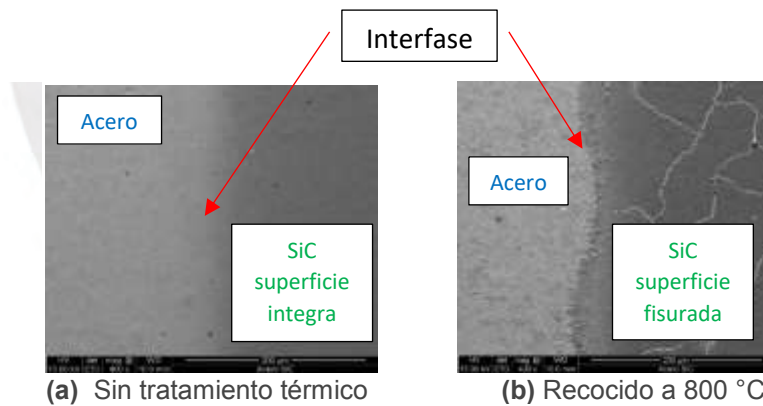 Interfase
Acero
SiC
superficie
integra
Acero
SiC
superficie
fisurada
(a) Sin tratamiento térmico
(b) Recocido a 800 °C